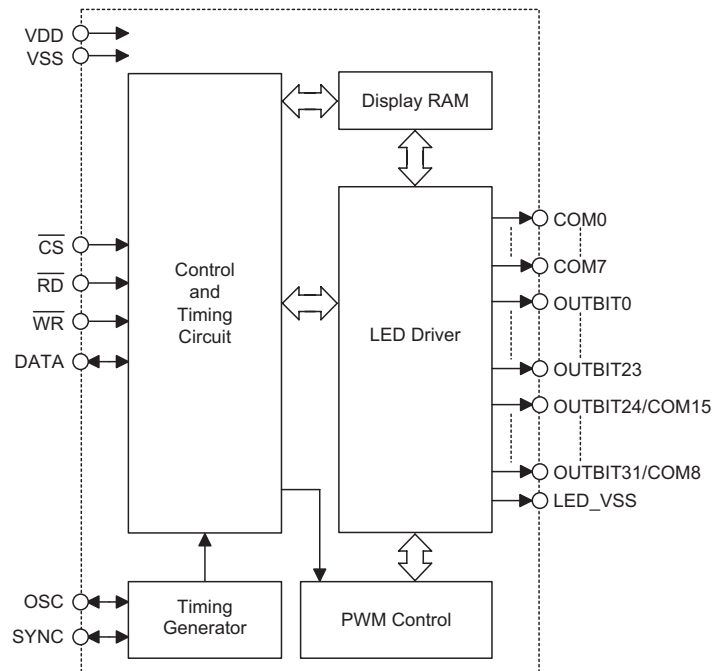 VDD
VSS
Display RAM
CS
RD
WR
DATA
Control
and
Timing
Circuit
LED Driver
COM0
COM7
OUTBIT0
OUTBIT23
OUTBIT24/COM15
OUTBIT31/COM8
LED_VSS
OSC
SYNC
Timing
Generator
PWM Control